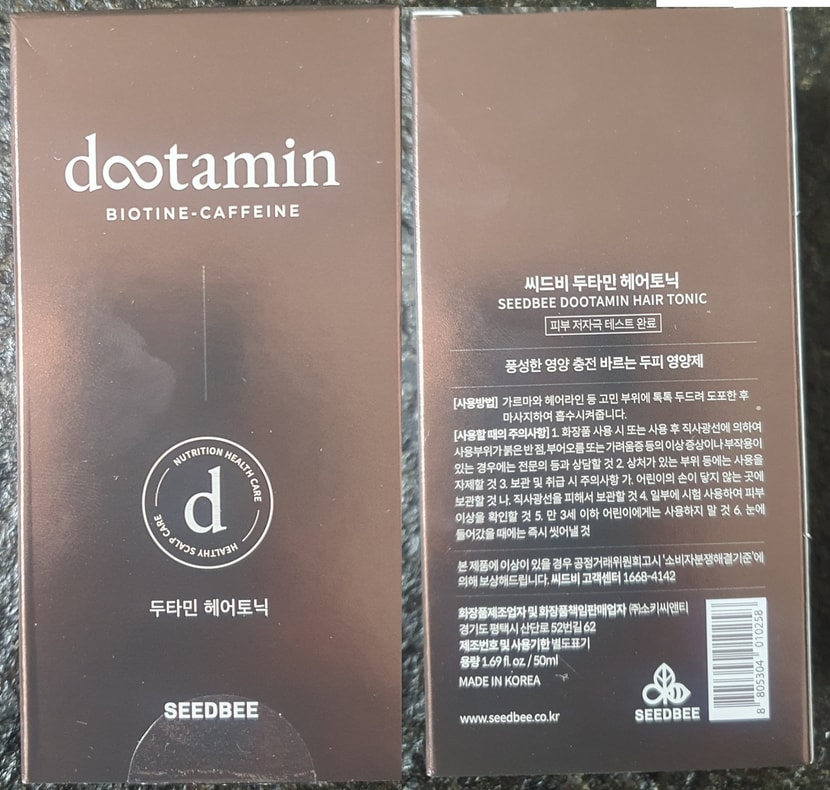 dootamin
BIOTINE-CAFFEINE
NUTRITION HEALTH CARE
d
HEALTHY SCALP CARE
두타민 헤어토닉
SEEDBEE
씨드비 두타민 헤어토닉
SEEDBEE DOOTAMIN HAIR TONIC
피부 저자극 테스트 완료
풍성한 영양 충전 바르는 두피 영양제
[사용방법] 가르마와 헤어라인 등 고민 부위에 톡톡 두드려 도포한 후
마사지하여 흡수시켜줍니다.
[사용할 때의 주의사항] 1. 화장품 사용 시 또는 사용 후 직사광선에 의하여
사용부위가 붉은 반점, 부어오름 또는 가려움증 등의 이상 증상이나 부작용이
있는 경우에는 전문의 등과 상담할 것 2. 상처가 있는 부위 등에는 사용을
자제할 것 3. 보관 및 취급 시 주의사항 가. 어린이의 손이 닿지 않는 곳에
보관할 것 나. 직사광선을 피해서 보관할 것 4. 일부에 시험 사용하여 피부
이상을 확인할 것 5. 만 3세 이하 어린이에게는 사용하지 말 것 6. 눈에
들어갔을 때에는 즉시 씻어낼 것
본 제품에 이상이 있을 경우 공정거래위원회고시 '소비자분쟁해결기준'에
의해 보상해드립니다. 씨드비 고객센터 1668-4142
화장품제조업자 및 화장품책임판매업자 ㈜소키씨앤티
경기도 평택시 산단로 52번길 62
제조번호 및 사용기한 별도표기
용량 1.69 fl. oz. / 50ml
MADE IN KOREA
www.seedbee.co.kr
SEEDBEE
8 805304 010258